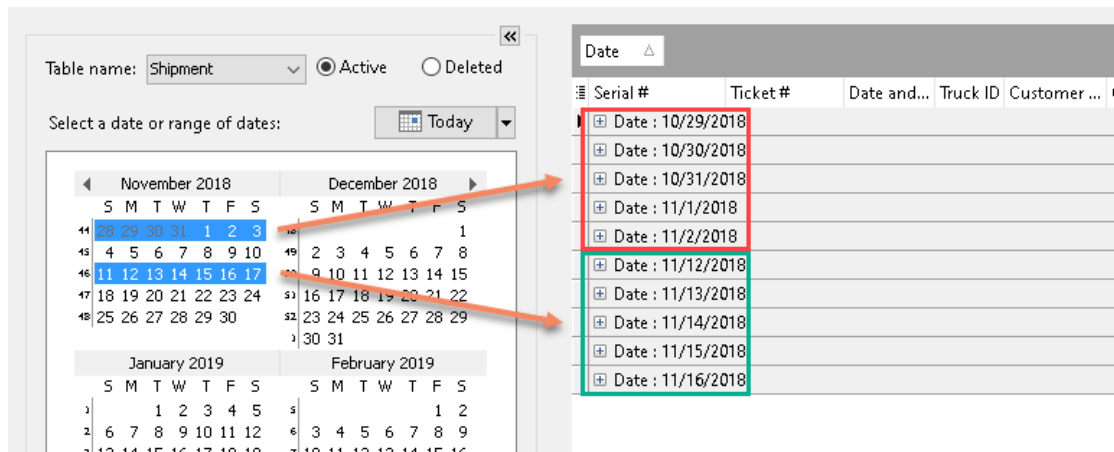 «
Table name: Shipment Active Deleted
Select a date or range of dates: Today
November 2018
S M T W T F S
44 28 29 30 31 1 2 3
45 4 5 6 7 8 9 10
46 11 12 13 14 15 16 17
47 18 19 20 21 22 23 24
48 25 26 27 28 29 30
December 2018
S M T W T F S
48 1
49 2 3 4 5 6 7 8
9 10 11 12 13 14 15
51 16 17 18 19 20 21 22
52 23 24 25 26 27 28 29
1 30 31
January 2019
S M T W T F S
1 1 2 3 4 5
2 6 7 8 9 10 11 12
February 2019
S M T W T F S
5 1 2
6 3 4 5 6 7 8 9
Date
Serial # Ticket # Date and... Truck ID Customer ...
Date : 10/29/2018
Date : 10/30/2018
Date : 10/31/2018
Date : 11/1/2018
Date : 11/2/2018
Date : 11/12/2018
Date : 11/13/2018
Date : 11/14/2018
Date : 11/15/2018
Date : 11/16/2018